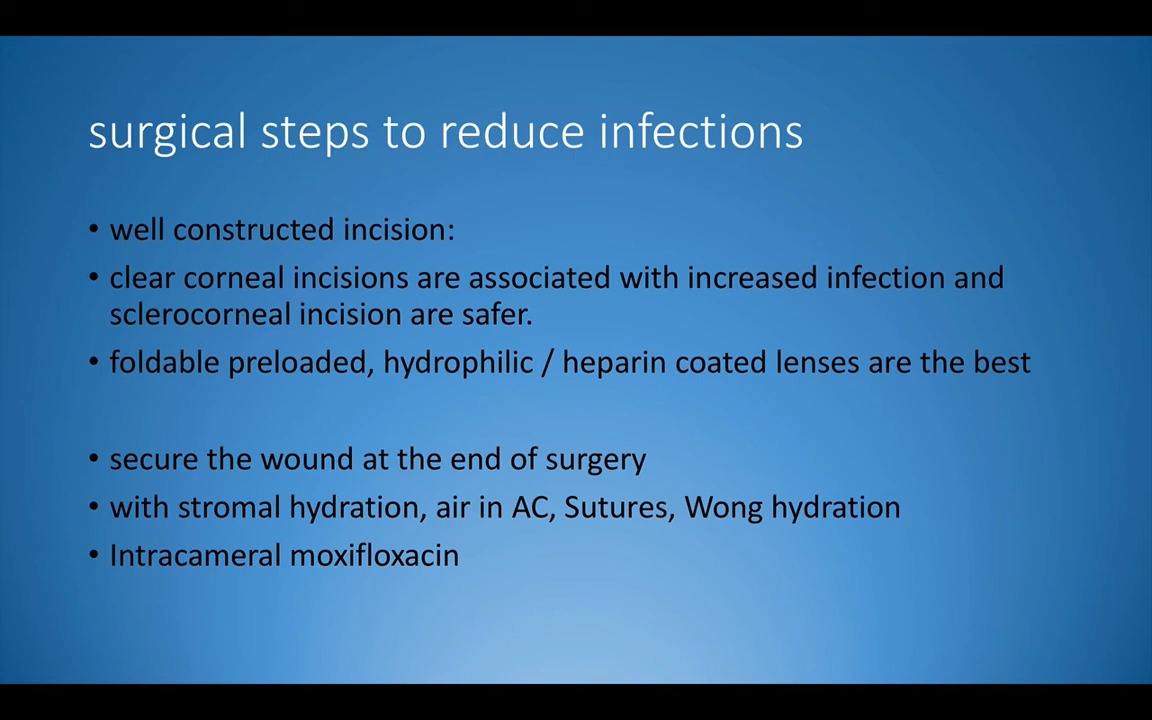 surgical steps to reduce infections
• well constructed incision:
• clear corneal incisions are associated with increased infection and
sclerocorneal incision are safer.
• foldable preloaded, hydrophilic / heparin coated lenses are the best
• secure the wound at the end of surgery
• with stromal hydration, air in AC, Sutures, Wong hydration
• Intracameral moxifloxacin